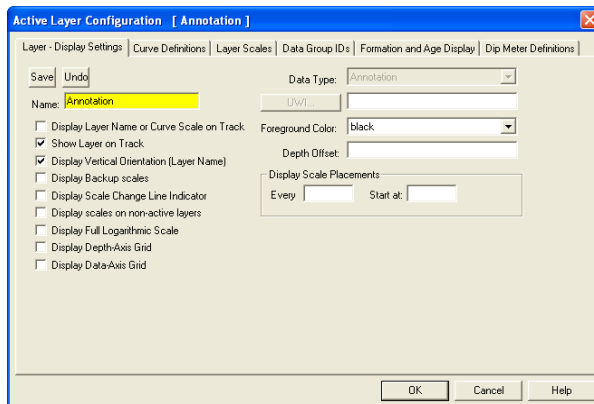 Active Layer Configuration [ Annotation ]
Layer - Display Settings Curve Definitions Layer Scales Data Group IDs Formation and Age Display Dip Meter Definitions
Save Undo
Name: Annotation
Display Layer Name or Curve Scale on Track
Show Layer on Track
Display Vertical Orientation (Layer Name)
Display Backup scales
Display Scale Change Line Indicator
Display scales on non-active layers
Display Full Logarithmic Scale
Display Depth-Axis Grid
Display Data-Axis Grid
Data Type: Annotation
UWI...
Foreground Color: black
Depth Offset:
Display Scale Placements
Every Start at:
OK Cancel Help